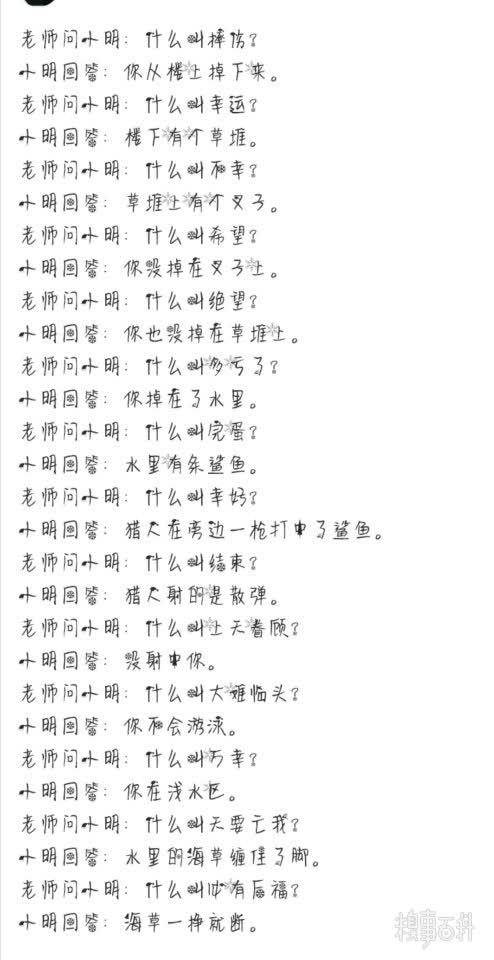 老师问小明：什么叫摔伤？
小明回答：你从楼上掉下来。
老师问小明：什么叫幸运？
小明回答：楼下有个草堆。
老师问小明：什么叫不幸？
小明回答：草堆上有个叉子。
老师问小明：什么叫希望？
小明回答：你没掉在叉子上。
老师问小明：什么叫绝望？
小明回答：你也没掉在草堆上。
老师问小明：什么叫多亏了？
小明回答：你掉在了水里。
老师问小明：什么叫完蛋？
小明回答：水里有条鲨鱼。
老师问小明：什么叫幸好？
小明回答：猎人在旁边一枪打中了鲨鱼。
老师问小明：什么叫结束？
小明回答：猎人射的是散弹。
老师问小明：什么叫上天眷顾？
小明回答：没射中你。
老师问小明：什么叫大难临头？
小明回答：你不会游泳。
老师问小明：什么叫万幸？
小明回答：你在浅水区。
老师问小明：什么叫天要亡我？
小明回答：水里的海草缠住了脚。
老师问小明：什么叫必有后福？
小明回答：海草一挣就断。
糗事百科